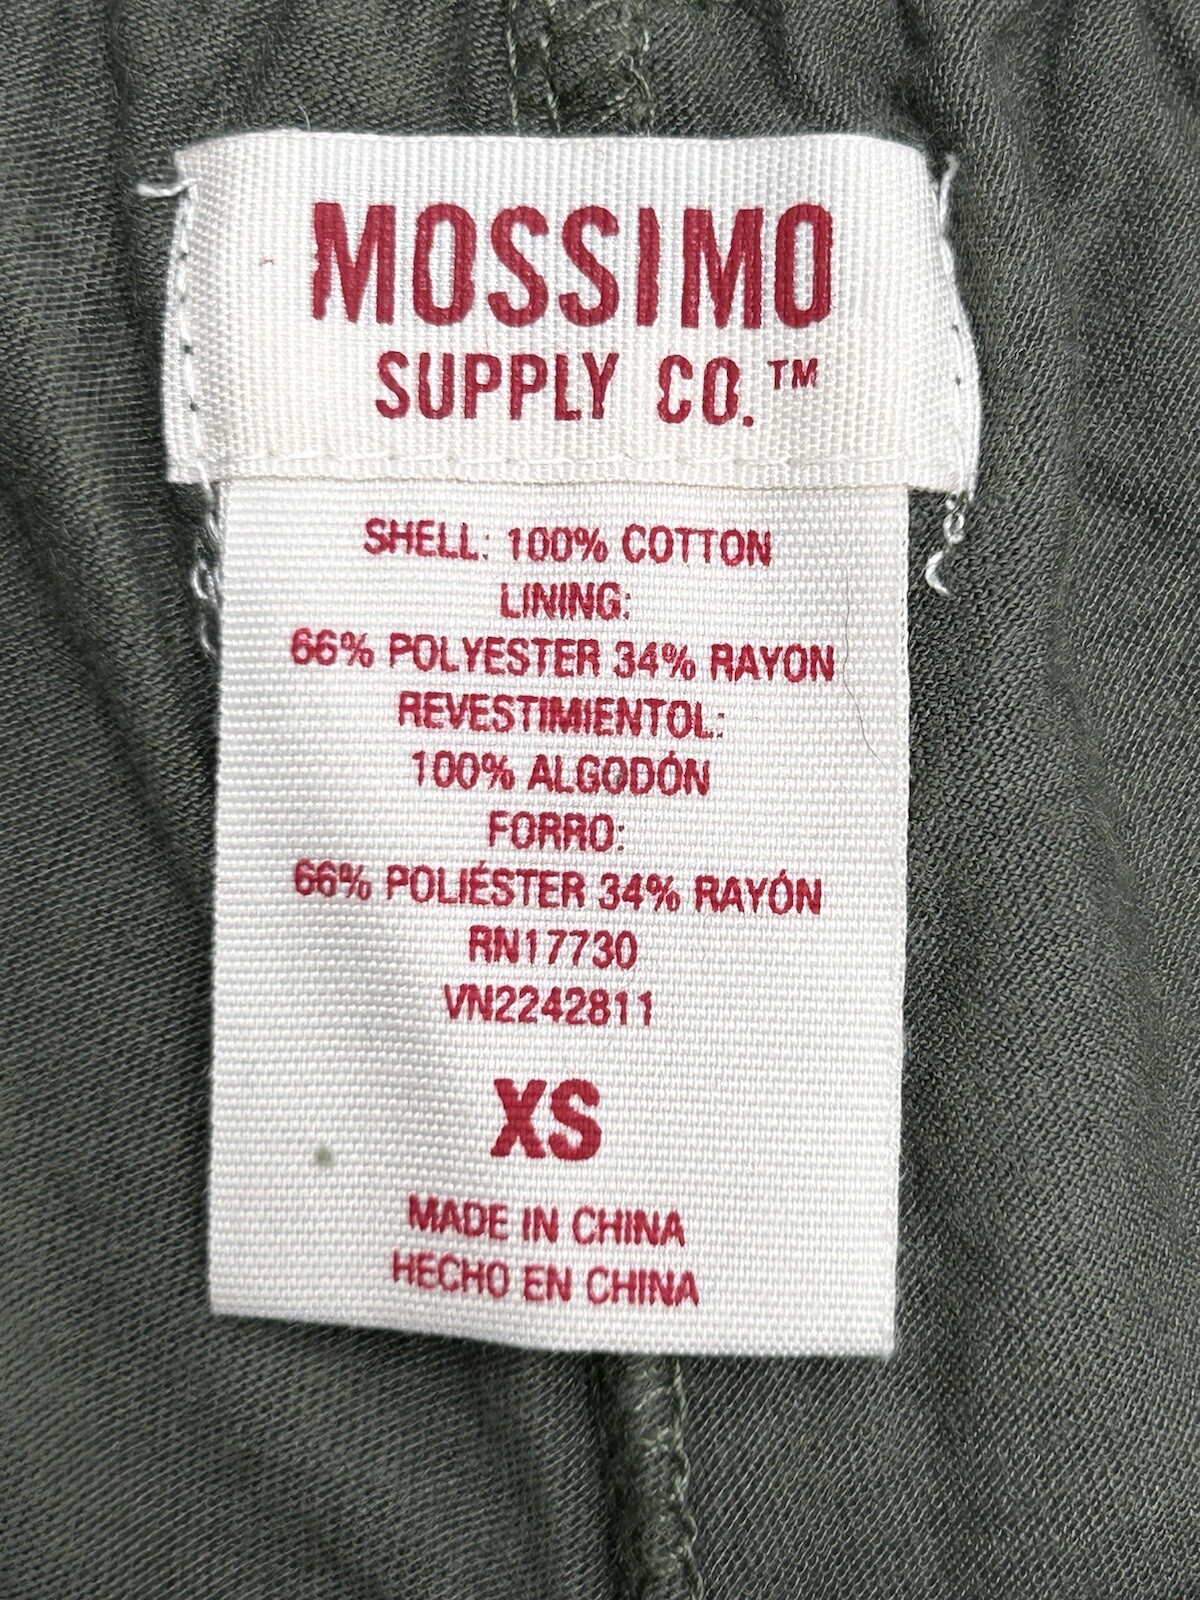 MOSSIMO
SUPPLY CO.™
SHELL: 100% COTTON
LINING:
66% POLYESTER 34% RAYON
REVESTIMIENTOL:
100% ALGODÓN
FORRO:
66% POLIÉSTER 34% RAYÓN
RN17730
VN2242811
XS
MADE IN CHINA
HECHO EN CHINA